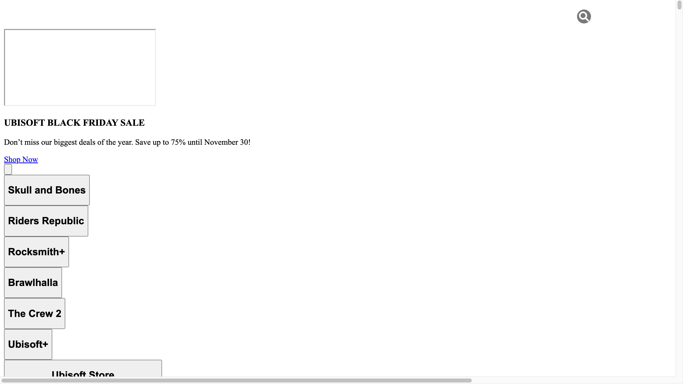 UBISOFT BLACK FRIDAY SALE
Don’t miss our biggest deals of the year. Save up to 75% until November 30!
Shop Now
Skull and Bones
Riders Republic
Rocksmith+
Brawlhalla
The Crew 2
Ubisoft+
Ubisoft Store